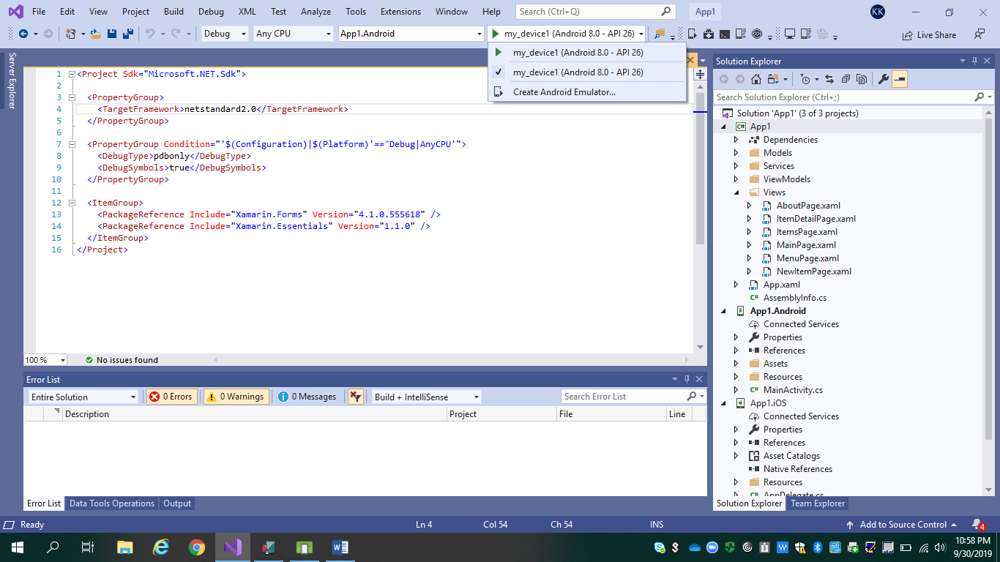 File Edit View Project Build Debug XML Test Analyze Tools Extensions Window Help Search (Ctrl+Q) App1 KK
Debug Any CPU App1.Android my_device1 (Android 8.0 - API 26) Live Share
my_device1 (Android 8.0 - API 26)
my_device1 (Android 8.0 - API 26)
Create Android Emulator...
Server Explorer
1 <Project Sdk="Microsoft.NET.Sdk">
2
3 <PropertyGroup>
4 <TargetFramework>netstandard2.0</TargetFramework>
5 </PropertyGroup>
6
7 <PropertyGroup Condition="'$(Configuration)|$(Platform)'=='Debug|AnyCPU'">
8 <DebugType>pdbonly</DebugType>
9 <DebugSymbols>true</DebugSymbols>
10 </PropertyGroup>
11
12 <ItemGroup>
13 <PackageReference Include="Xamarin.Forms" Version="4.1.0.555618" />
14 <PackageReference Include="Xamarin.Essentials" Version="1.1.0" />
15 </ItemGroup>
16 </Project>
100 % No issues found
Error List
Entire Solution 0 Errors 0 Warnings 0 Messages Build + IntelliSense Search Error List
Description Project File Line
Error List Data Tools Operations Output
Solution Explorer
Search Solution Explorer (Ctrl+;)
Solution 'App1' (3 of 3 projects)
C# App1
Dependencies
Models
Services
ViewModels
Views
AboutPage.xaml
ItemDetailPage.xaml
ItemsPage.xaml
MainPage.xaml
MenuPage.xaml
NewItemPage.xaml
App.xaml
C# AssemblyInfo.cs
App1.Android
Connected Services
Properties
References
Assets
Resources
C# MainActivity.cs
App1.iOS
Connected Services
Properties
References
Asset Catalogs
Native References
Resources
C# AppDelegate.cs
Solution Explorer Team Explorer
Ready Ln 4 Col 54 Ch 54 INS Add to Source Control 4
10:58 PM
9/30/2019